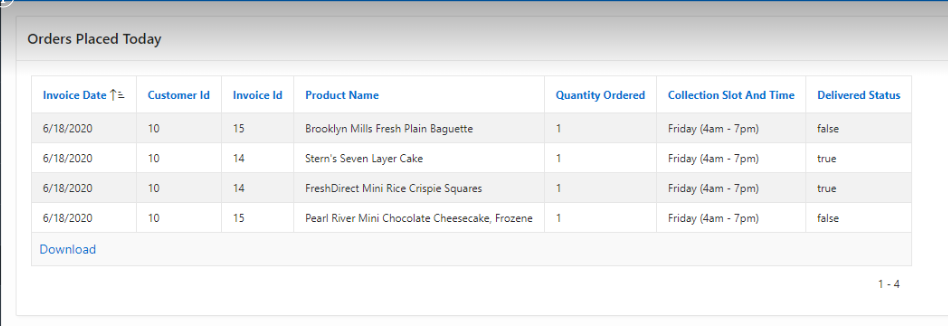 Orders Placed Today
Invoice Date Customer Id Invoice Id Product Name Quantity Ordered Collection Slot And Time Delivered Status
6/18/2020 10 15 Brooklyn Mills Fresh Plain Baguette 1 Friday (4am - 7pm) false
6/18/2020 10 14 Stern's Seven Layer Cake 1 Friday (4am - 7pm) true
6/18/2020 10 14 FreshDirect Mini Rice Crispie Squares 1 Friday (4am - 7pm) true
6/18/2020 10 15 Pearl River Mini Chocolate Cheesecake, Frozene 1 Friday (4am - 7pm) false
Download
1 - 4